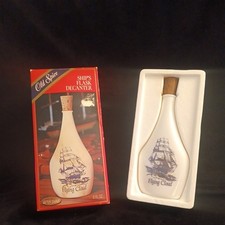 Old Spice
SHIP'S
FLASK
DECANTER
Flying Cloud
Flying Cloud